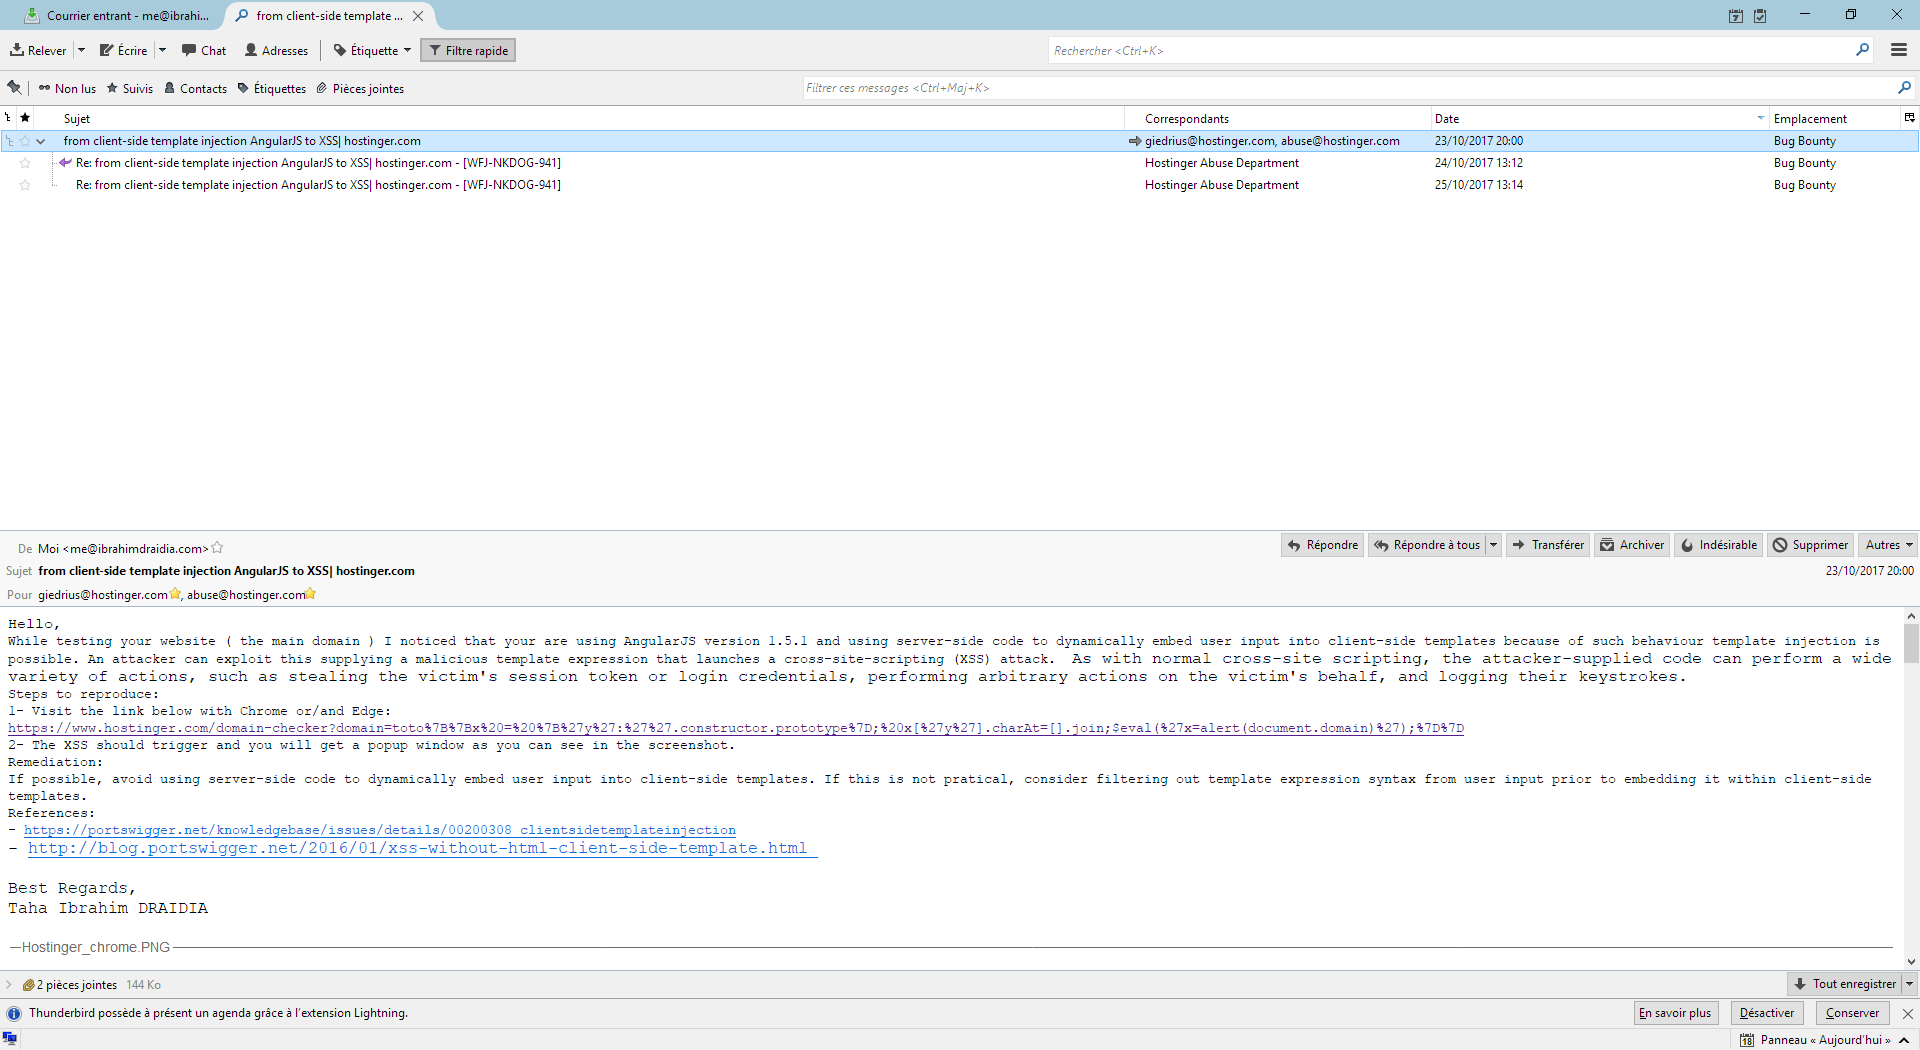 Courrier entrant - me@ibrahi...
from client-side template ...
Relever
Écrire
Chat
Adresses
Étiquette
Filtre rapide
Rechercher <Ctrl+K>
Non lus
Suivis
Contacts
Étiquettes
Pièces jointes
Filtrer ces messages <Ctrl+Maj+K>
Sujet Correspondants Date Emplacement
from client-side template injection AngularJS to XSS| hostinger.com giedrius@hostinger.com, abuse@hostinger.com 23/10/2017 20:00 Bug Bounty
Re: from client-side template injection AngularJS to XSS| hostinger.com - [WFJ-NKDOG-941] Hostinger Abuse Department 24/10/2017 13:12 Bug Bounty
Re: from client-side template injection AngularJS to XSS| hostinger.com - [WFJ-NKDOG-941] Hostinger Abuse Department 25/10/2017 13:14 Bug Bounty
De Moi <me@ibrahimdraidia.com>
Répondre Répondre à tous Transférer Archiver Indésirable Supprimer Autres
Sujet from client-side template injection AngularJS to XSS| hostinger.com 23/10/2017 20:00
Pour giedrius@hostinger.com, abuse@hostinger.com
Hello,
While testing your website ( the main domain ) I noticed that your are using AngularJS version 1.5.1 and using server-side code to dynamically embed user input into client-side templates because of such behaviour template injection is
possible. An attacker can exploit this supplying a malicious template expression that launches a cross-site-scripting (XSS) attack. As with normal cross-site scripting, the attacker-supplied code can perform a wide
variety of actions, such as stealing the victim's session token or login credentials, performing arbitrary actions on the victim's behalf, and logging their keystrokes.
Steps to reproduce:
1- Visit the link below with Chrome or/and Edge:
https://www.hostinger.com/domain-checker?domain=toto%7B%7Bx%20=%20%7B%27y%27:%27%27.constructor.prototype%7D;%20x[%27y%27].charAt=[].join;$eval(%27x=alert(document.domain)%27);%7D%7D
2- The XSS should trigger and you will get a popup window as you can see in the screenshot.
Remediation:
If possible, avoid using server-side code to dynamically embed user input into client-side templates. If this is not pratical, consider filtering out template expression syntax from user input prior to embedding it within client-side
templates.
References:
- https://portswigger.net/knowledgebase/issues/details/00200308_clientsidetemplateinjection
- http://blog.portswigger.net/2016/01/xss-without-html-client-side-template.html
Best Regards,
Taha Ibrahim DRAIDIA
Hostinger_chrome.PNG
2 pièces jointes 144 Ko
Tout enregistrer
Thunderbird possède à présent un agenda grâce à l'extension Lightning.
En savoir plus Désactiver Conserver
18 Panneau « Aujourd'hui »